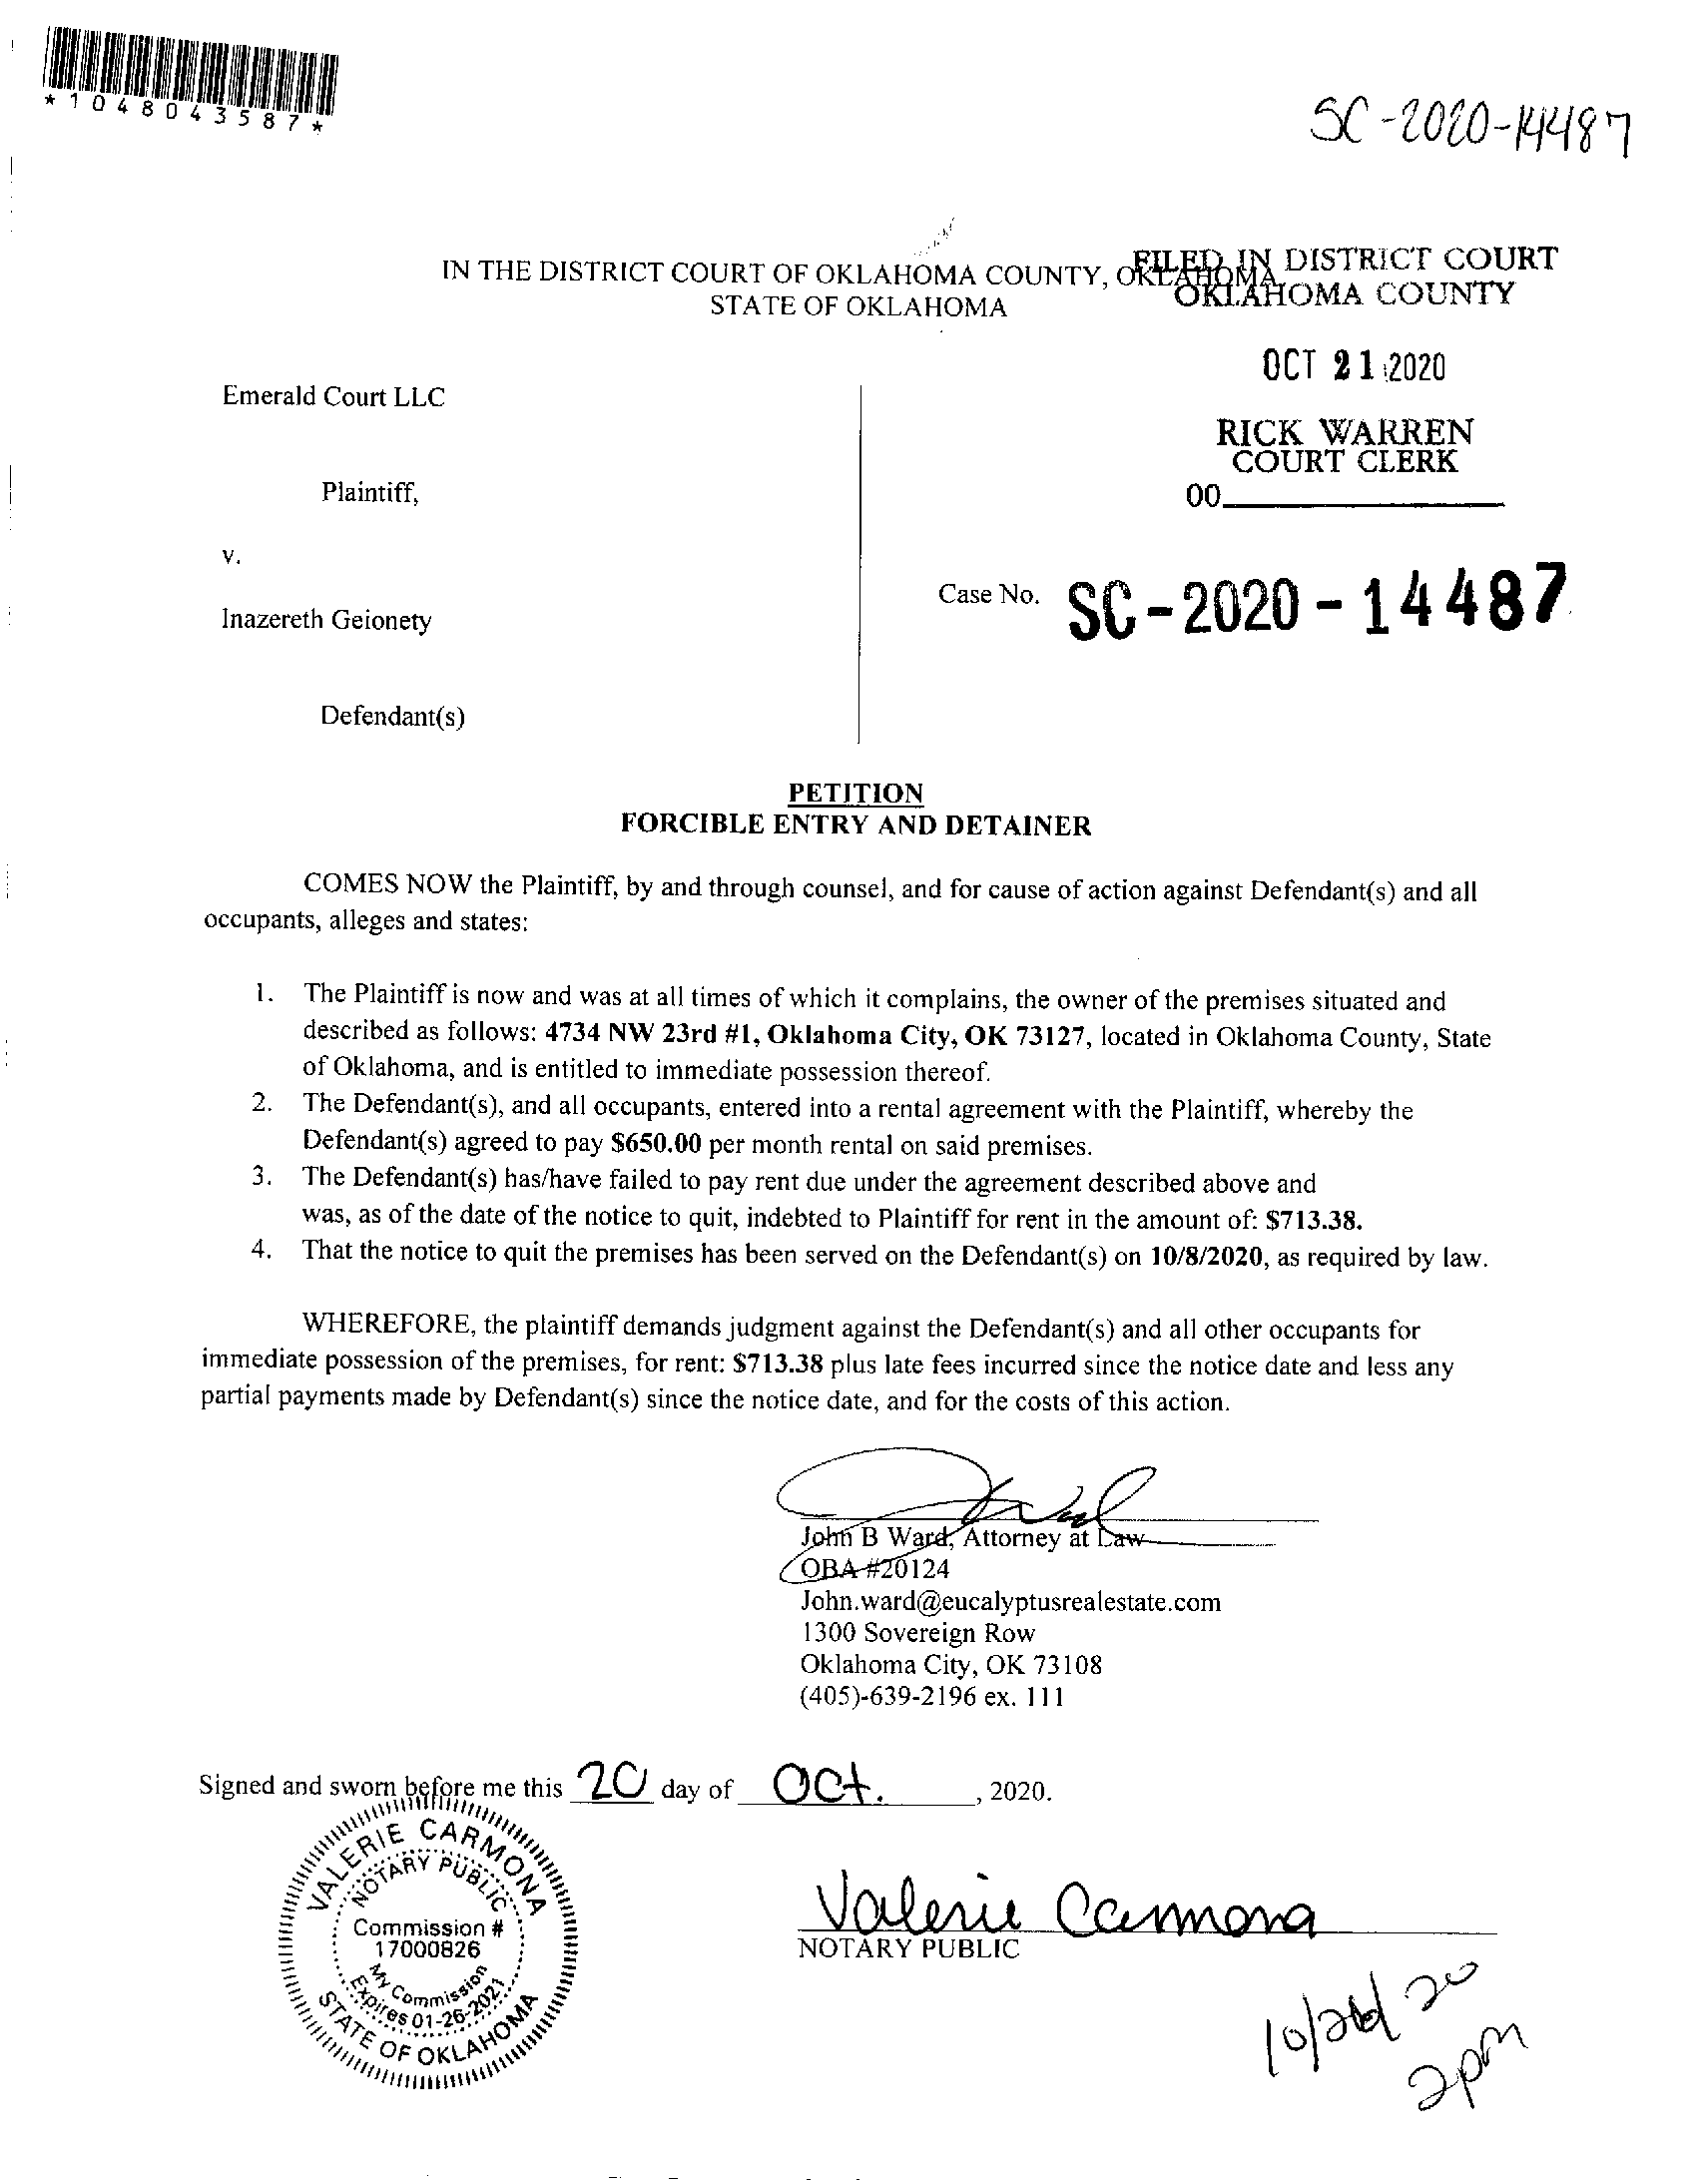 *1048043587*
SC-2020-14487
IN THE DISTRICT COURT OF OKLAHOMA COUNTY, OKLAHOMA
STATE OF OKLAHOMA
FILED IN DISTRICT COURT
OKLAHOMA COUNTY
OCT 21 2020
RICK WARREN
COURT CLERK
00
Emerald Court LLC
Plaintiff,
v.
Inazereth Geionety
Defendant(s)
Case No. SC-2020-14487
PETITION
FORCIBLE ENTRY AND DETAINER
COMES NOW the Plaintiff, by and through counsel, and for cause of action against Defendant(s) and all
occupants, alleges and states:
1. The Plaintiff is now and was at all times of which it complains, the owner of the premises situated and
described as follows: 4734 NW 23rd #1, Oklahoma City, OK 73127, located in Oklahoma County, State
of Oklahoma, and is entitled to immediate possession thereof.
2. The Defendant(s), and all occupants, entered into a rental agreement with the Plaintiff, whereby the
Defendant(s) agreed to pay $650.00 per month rental on said premises.
3. The Defendant(s) has/have failed to pay rent due under the agreement described above and
was, as of the date of the notice to quit, indebted to Plaintiff for rent in the amount of: $713.38.
4. That the notice to quit the premises has been served on the Defendant(s) on 10/8/2020, as required by law.
WHEREFORE, the plaintiff demands judgment against the Defendant(s) and all other occupants for
immediate possession of the premises, for rent: $713.38 plus late fees incurred since the notice date and less any
partial payments made by Defendant(s) since the notice date, and for the costs of this action.
John B Ward, Attorney at Law
OBA #20124
John.ward@eucalyptusrealestate.com
1300 Sovereign Row
Oklahoma City, OK 73108
(405)-639-2196 ex. 111
Signed and sworn before me this 20 day of Oct. , 2020.
VALERIE CARMONA
NOTARY PUBLIC
Commission #
17000826
My Commission
Expires 01-26-2021
STATE OF OKLAHOMA
Valerie Carmona
NOTARY PUBLIC
2pm